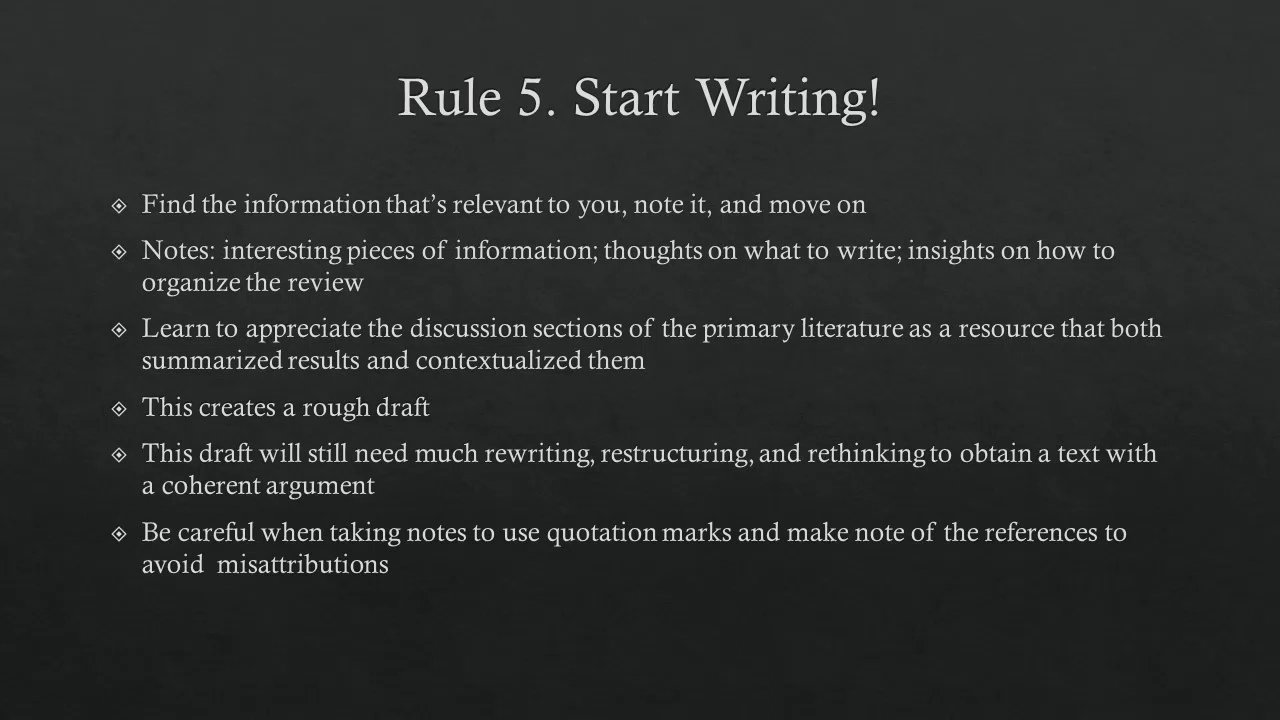 Rule 5. Start Writing!
Find the information that’s relevant to you, note it, and move on
Notes: interesting pieces of information; thoughts on what to write; insights on how to
organize the review
Learn to appreciate the discussion sections of the primary literature as a resource that both
summarized results and contextualized them
This creates a rough draft
This draft will still need much rewriting, restructuring, and rethinking to obtain a text with
a coherent argument
Be careful when taking notes to use quotation marks and make note of the references to
avoid  misattributions